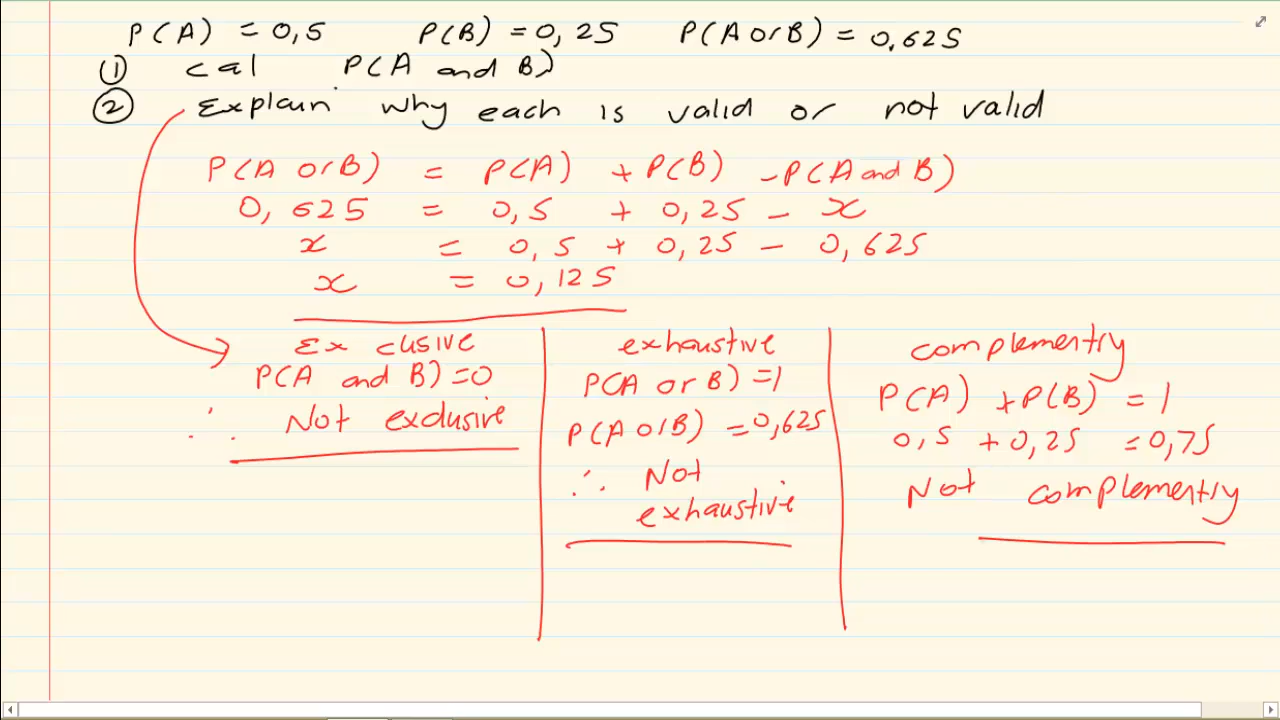 P(A) = 0,5 P(B) = 0,25 P(A or B) = 0.625
① cal P(A and B)
② Explain why each is valid or not valid
P(A or B) = P(A) + P(B) - P(A and B)
0,625 = 0,5 + 0,25 - x
x = 0,5 + 0,25 - 0,625
x = 0,125
Ex clusive
P(A and B) = 0
∴ Not exclusive
exhaustive
P(A or B) = 1
P(A or B) = 0,625
∴ Not
exhaustive
complementry
P(A) + P(B) = 1
0,5 + 0,25 = 0,75
Not complementry